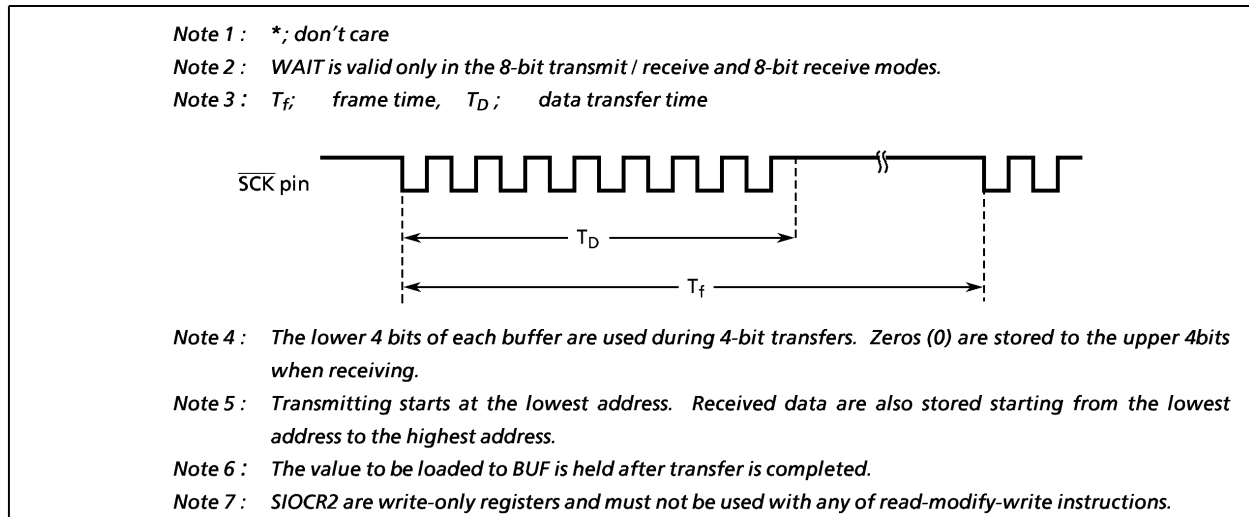 Note 1 : *; don't care
Note 2 : WAIT is valid only in the 8-bit transmit / receive and 8-bit receive modes.
Note 3 : Tf; frame time, TD ; data transfer time
SCK pin
TD
Tf
Note 4 : The lower 4 bits of each buffer are used during 4-bit transfers. Zeros (0) are stored to the upper 4bits
when receiving.
Note 5 : Transmitting starts at the lowest address. Received data are also stored starting from the lowest
address to the highest address.
Note 6 : The value to be loaded to BUF is held after transfer is completed.
Note 7 : SIOCR2 are write-only registers and must not be used with any of read-modify-write instructions.